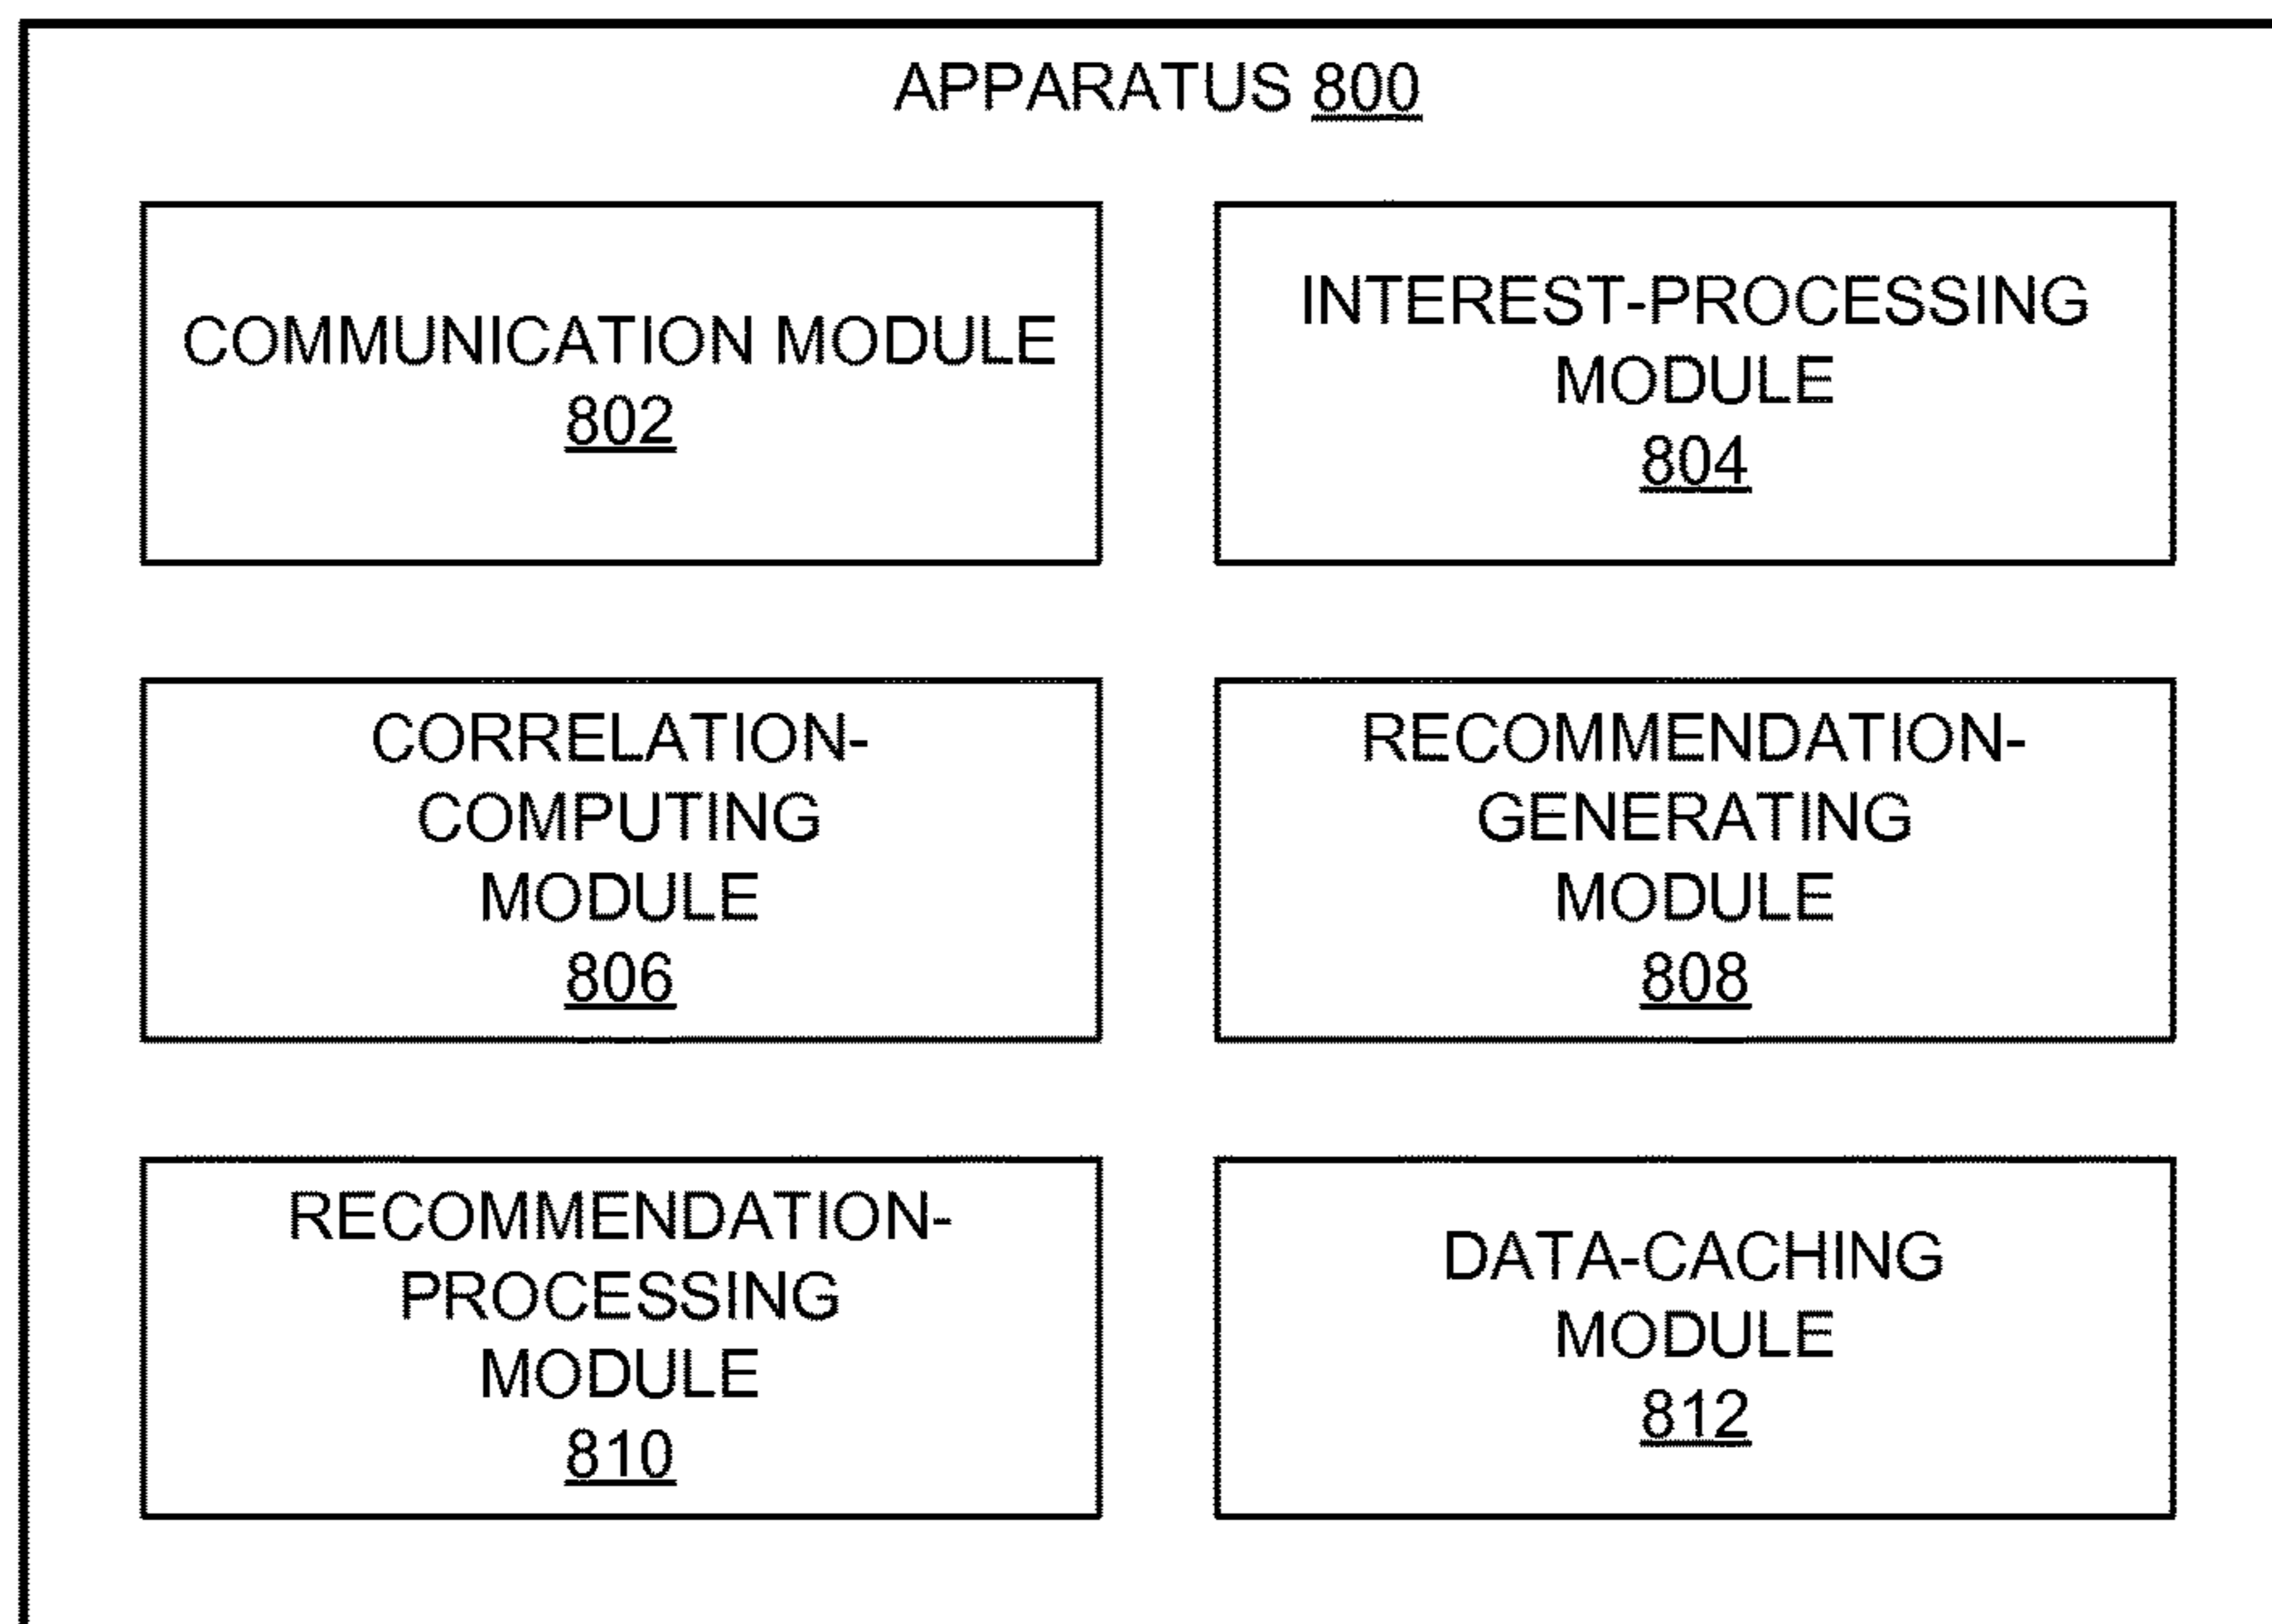 APPARATUS 800
COMMUNICATION MODULE
802
INTEREST-PROCESSING
MODULE
804
CORRELATION-
COMPUTING
MODULE
806
RECOMMENDATION-
GENERATING
MODULE
808
RECOMMENDATION-
PROCESSING
MODULE
810
DATA-CACHING
MODULE
812